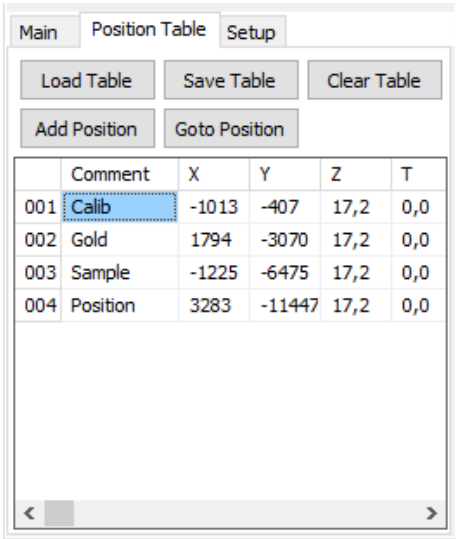 Main Position Table Setup
Load Table Save Table Clear Table
Add Position Goto Position
Comment X Y Z T
001 Calib -1013 -407 17,2 0,0
002 Gold 1794 -3070 17,2 0,0
003 Sample -1225 -6475 17,2 0,0
004 Position 3283 -11447 17,2 0,0